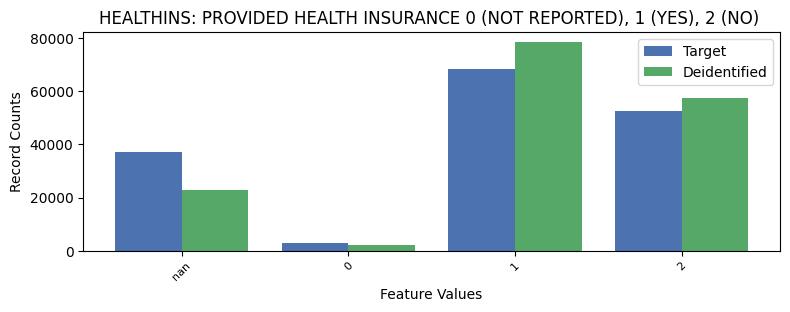 HEALTHINS: PROVIDED HEALTH INSURANCE 0 (NOT REPORTED), 1 (YES), 2 (NO)
Target
Deidentified
80000
60000
40000
20000
0
Record Counts
nan
0
1
2
Feature Values